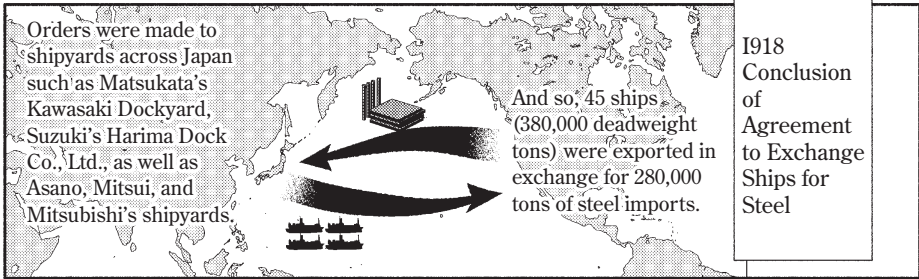 Orders were made to
shipyards across Japan
such as Matsukata's
Kawasaki Dockyard,
Suzuki's Harima Dock
Co., Ltd., as well as
Asano, Mitsui, and
Mitsubishi's shipyards.
And so, 45 ships
(380,000 deadweight
tons) were exported in
exchange for 280,000
tons of steel imports.
I918
Conclusion
of
Agreement
to Exchange
Ships for
Steel